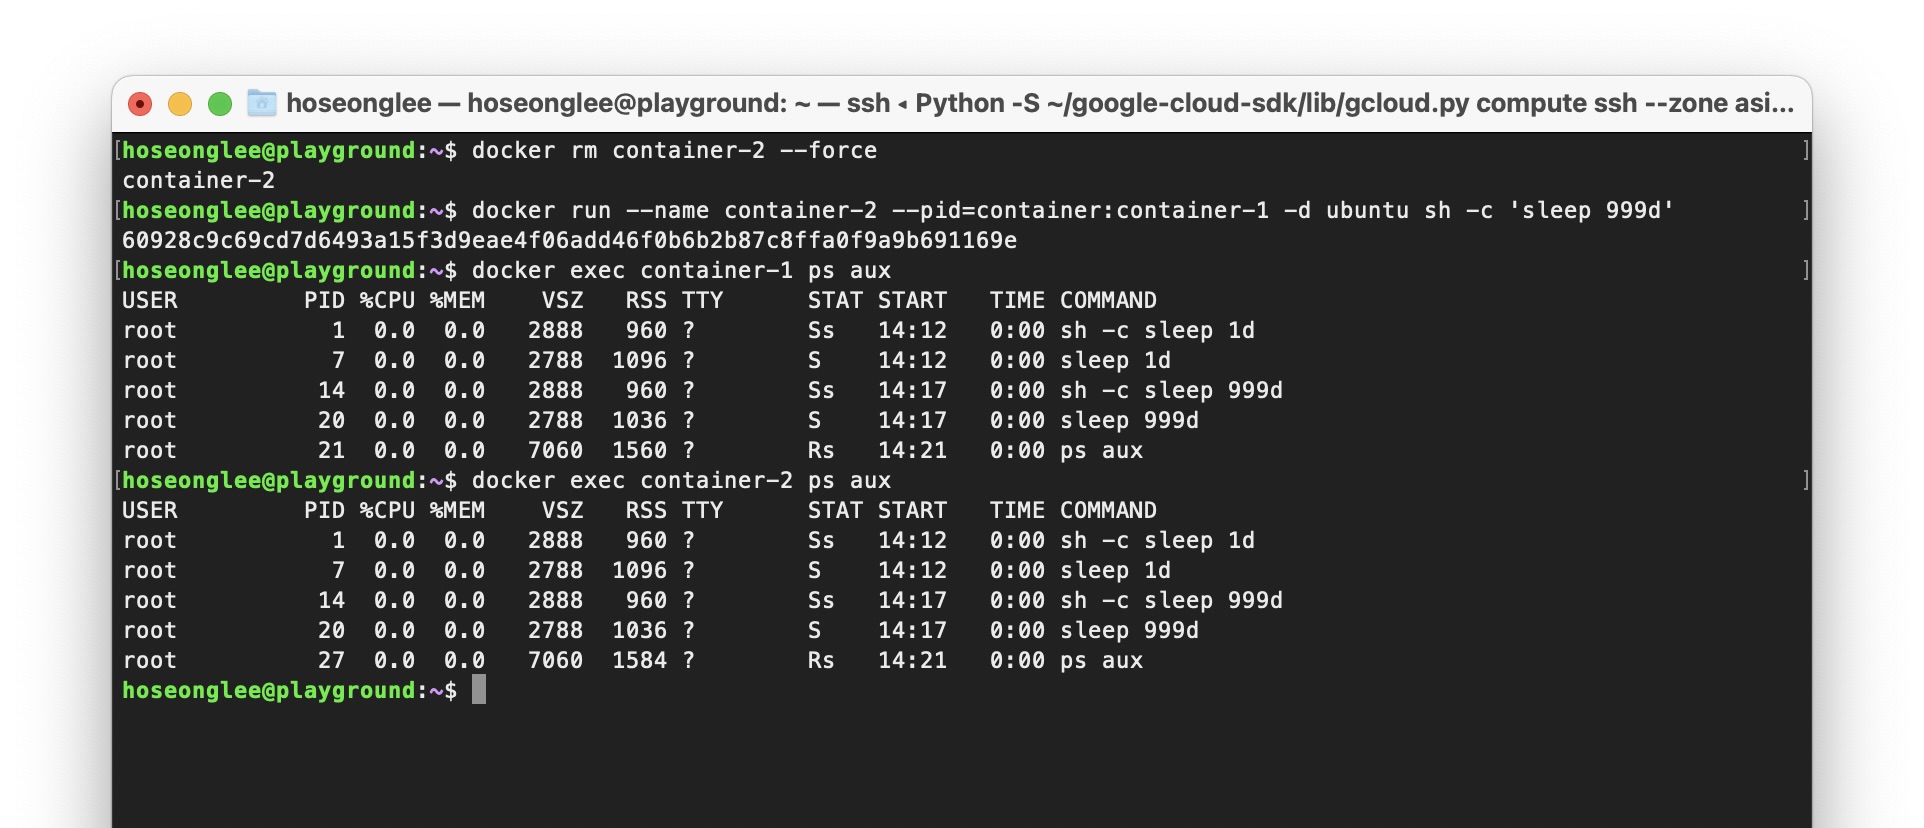 hoseonglee — hoseonglee@playground: ~ — ssh ◂ Python -S ~/google-cloud-sdk/lib/gcloud.py compute ssh --zone asi...
[hoseonglee@playground:~$ docker rm container-2 --force ]
container-2
[hoseonglee@playground:~$ docker run --name container-2 --pid=container:container-1 -d ubuntu sh -c 'sleep 999d' ]
60928c9c69cd7d6493a15f3d9eae4f06add46f0b6b2b87c8ffa0f9a9b691169e
[hoseonglee@playground:~$ docker exec container-1 ps aux ]
USER         PID %CPU %MEM    VSZ   RSS TTY      STAT START   TIME COMMAND
root           1  0.0  0.0   2888   960 ?        Ss   14:12   0:00 sh -c sleep 1d
root           7  0.0  0.0   2788  1096 ?        S    14:12   0:00 sleep 1d
root          14  0.0  0.0   2888   960 ?        Ss   14:17   0:00 sh -c sleep 999d
root          20  0.0  0.0   2788  1036 ?        S    14:17   0:00 sleep 999d
root          21  0.0  0.0   7060  1560 ?        Rs   14:21   0:00 ps aux
[hoseonglee@playground:~$ docker exec container-2 ps aux ]
USER         PID %CPU %MEM    VSZ   RSS TTY      STAT START   TIME COMMAND
root           1  0.0  0.0   2888   960 ?        Ss   14:12   0:00 sh -c sleep 1d
root           7  0.0  0.0   2788  1096 ?        S    14:12   0:00 sleep 1d
root          14  0.0  0.0   2888   960 ?        Ss   14:17   0:00 sh -c sleep 999d
root          20  0.0  0.0   2788  1036 ?        S    14:17   0:00 sleep 999d
root          27  0.0  0.0   7060  1584 ?        Rs   14:21   0:00 ps aux
hoseonglee@playground:~$